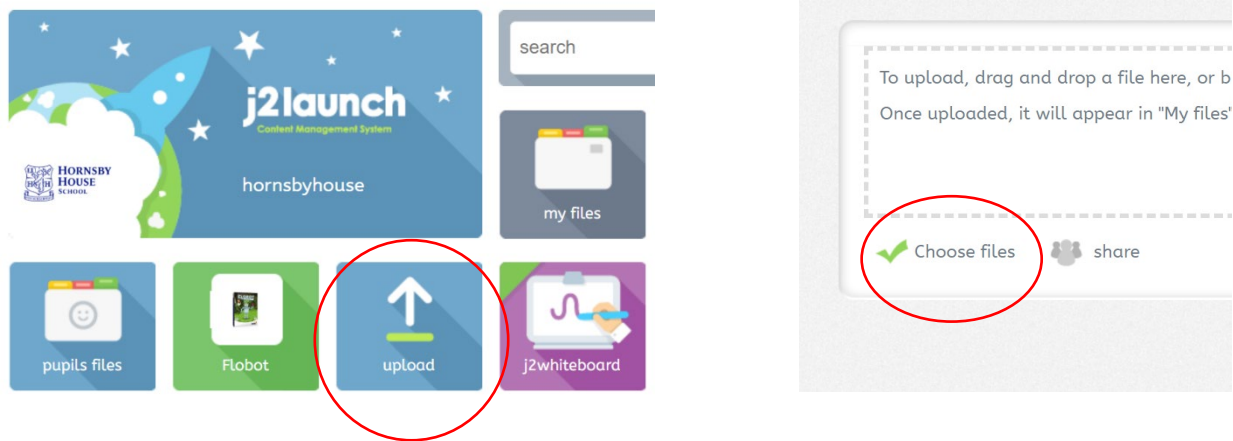 search
j2launch
Content Management System
HORNSBY
HOUSE
SCHOOL
hornsbyhouse
my files
pupils files
Flobot
upload
j2whiteboard
To upload, drag and drop a file here, or b
Once uploaded, it will appear in "My files"
Choose files
share